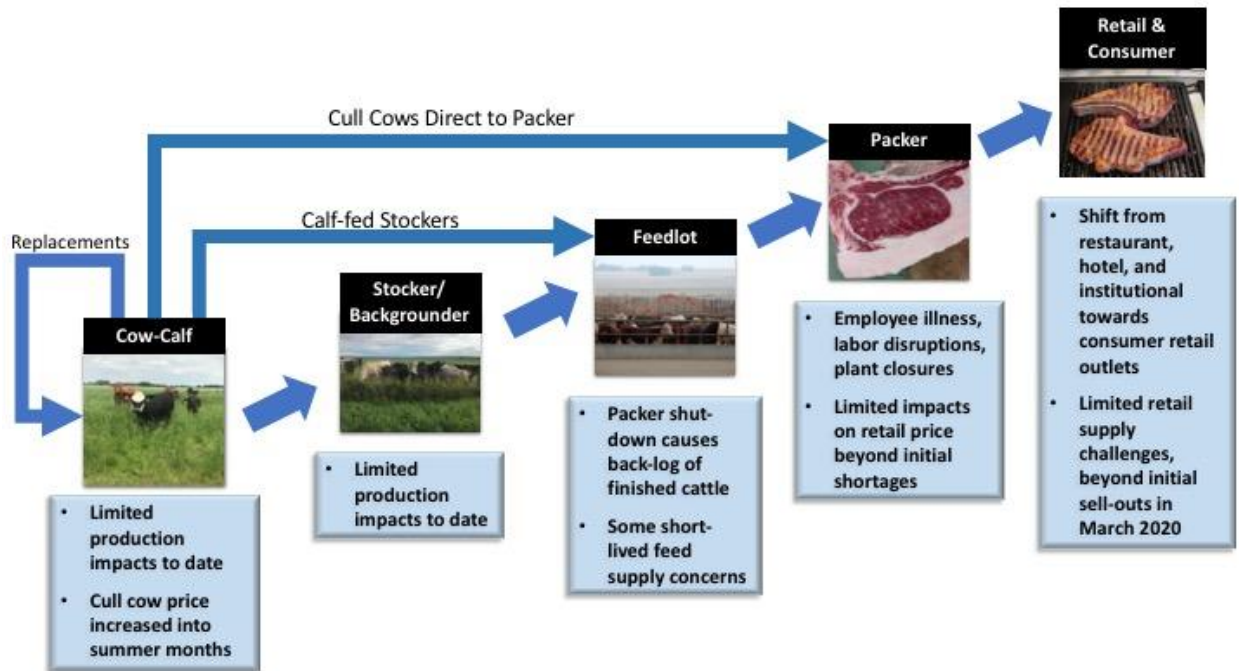 Retail &
Consumer
Cull Cows Direct to Packer
Packer
Calf-fed Stockers
Feedlot
Replacements
Stocker/
Backgrounder
Cow-Calf
• Limited
production
impacts to date
• Cull cow price
increased into
summer months
• Limited
production
impacts to date
• Packer shut-
down causes
back-log of
finished cattle
• Some short-
lived feed
supply concerns
• Employee illness,
labor disruptions,
plant closures
• Limited impacts
on retail price
beyond initial
shortages
• Shift from
restaurant,
hotel, and
institutional
towards
consumer retail
outlets
• Limited retail
supply
challenges,
beyond initial
sell-outs in
March 2020